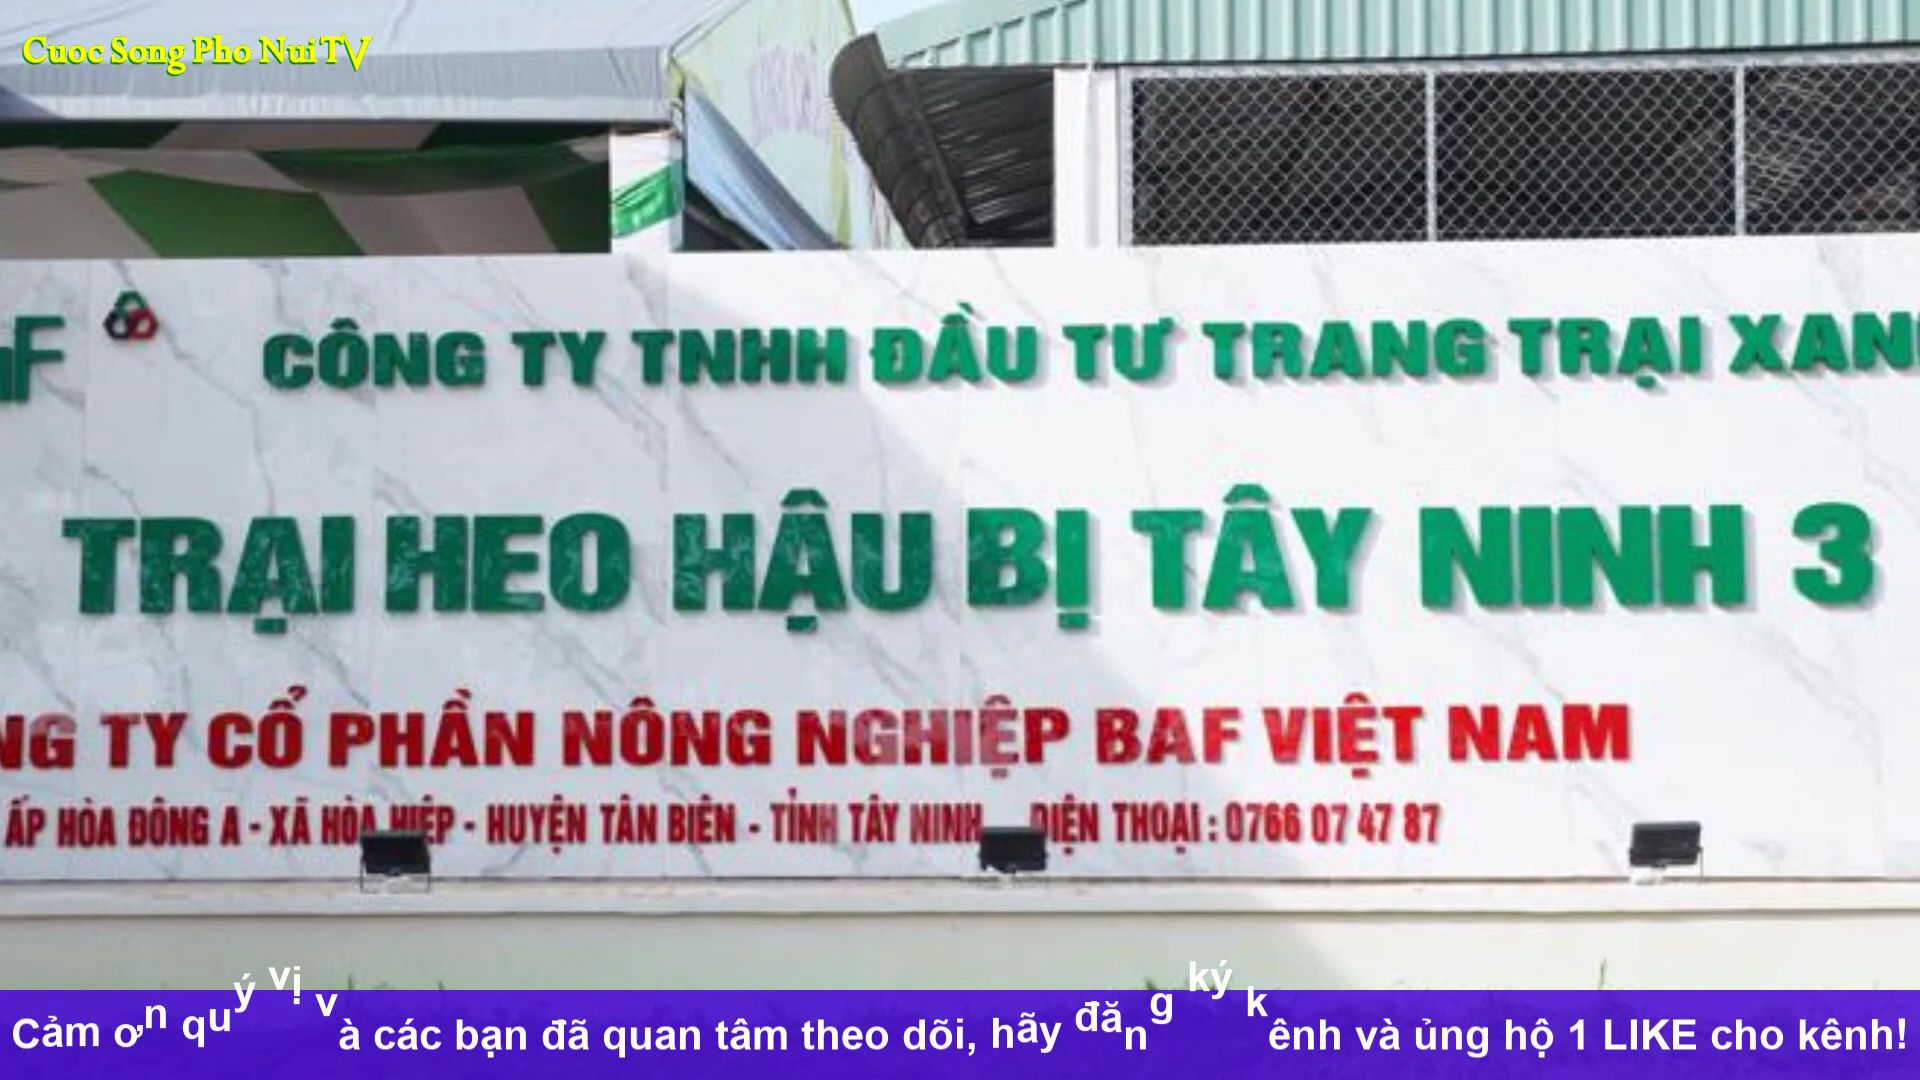 Cuoc Song Pho Nui TV
CÔNG TY TNHH ĐẦU TƯ TRANG TRẠI XANH
TRẠI HEO HẬU BỊ TÂY NINH 3
NG TY CỔ PHẦN NÔNG NGHIỆP BAF VIỆT NAM
ẤP HÒA ĐÔNG A - XÃ HÒA HIỆP - HUYỆN TÂN BIÊN - TỈNH TÂY NINH ĐIỆN THOẠI : 0766 07 47 87
Cảm ơn quý vị và các bạn đã quan tâm theo dõi, hãy đăng ký kênh và ủng hộ 1 LIKE cho kênh!